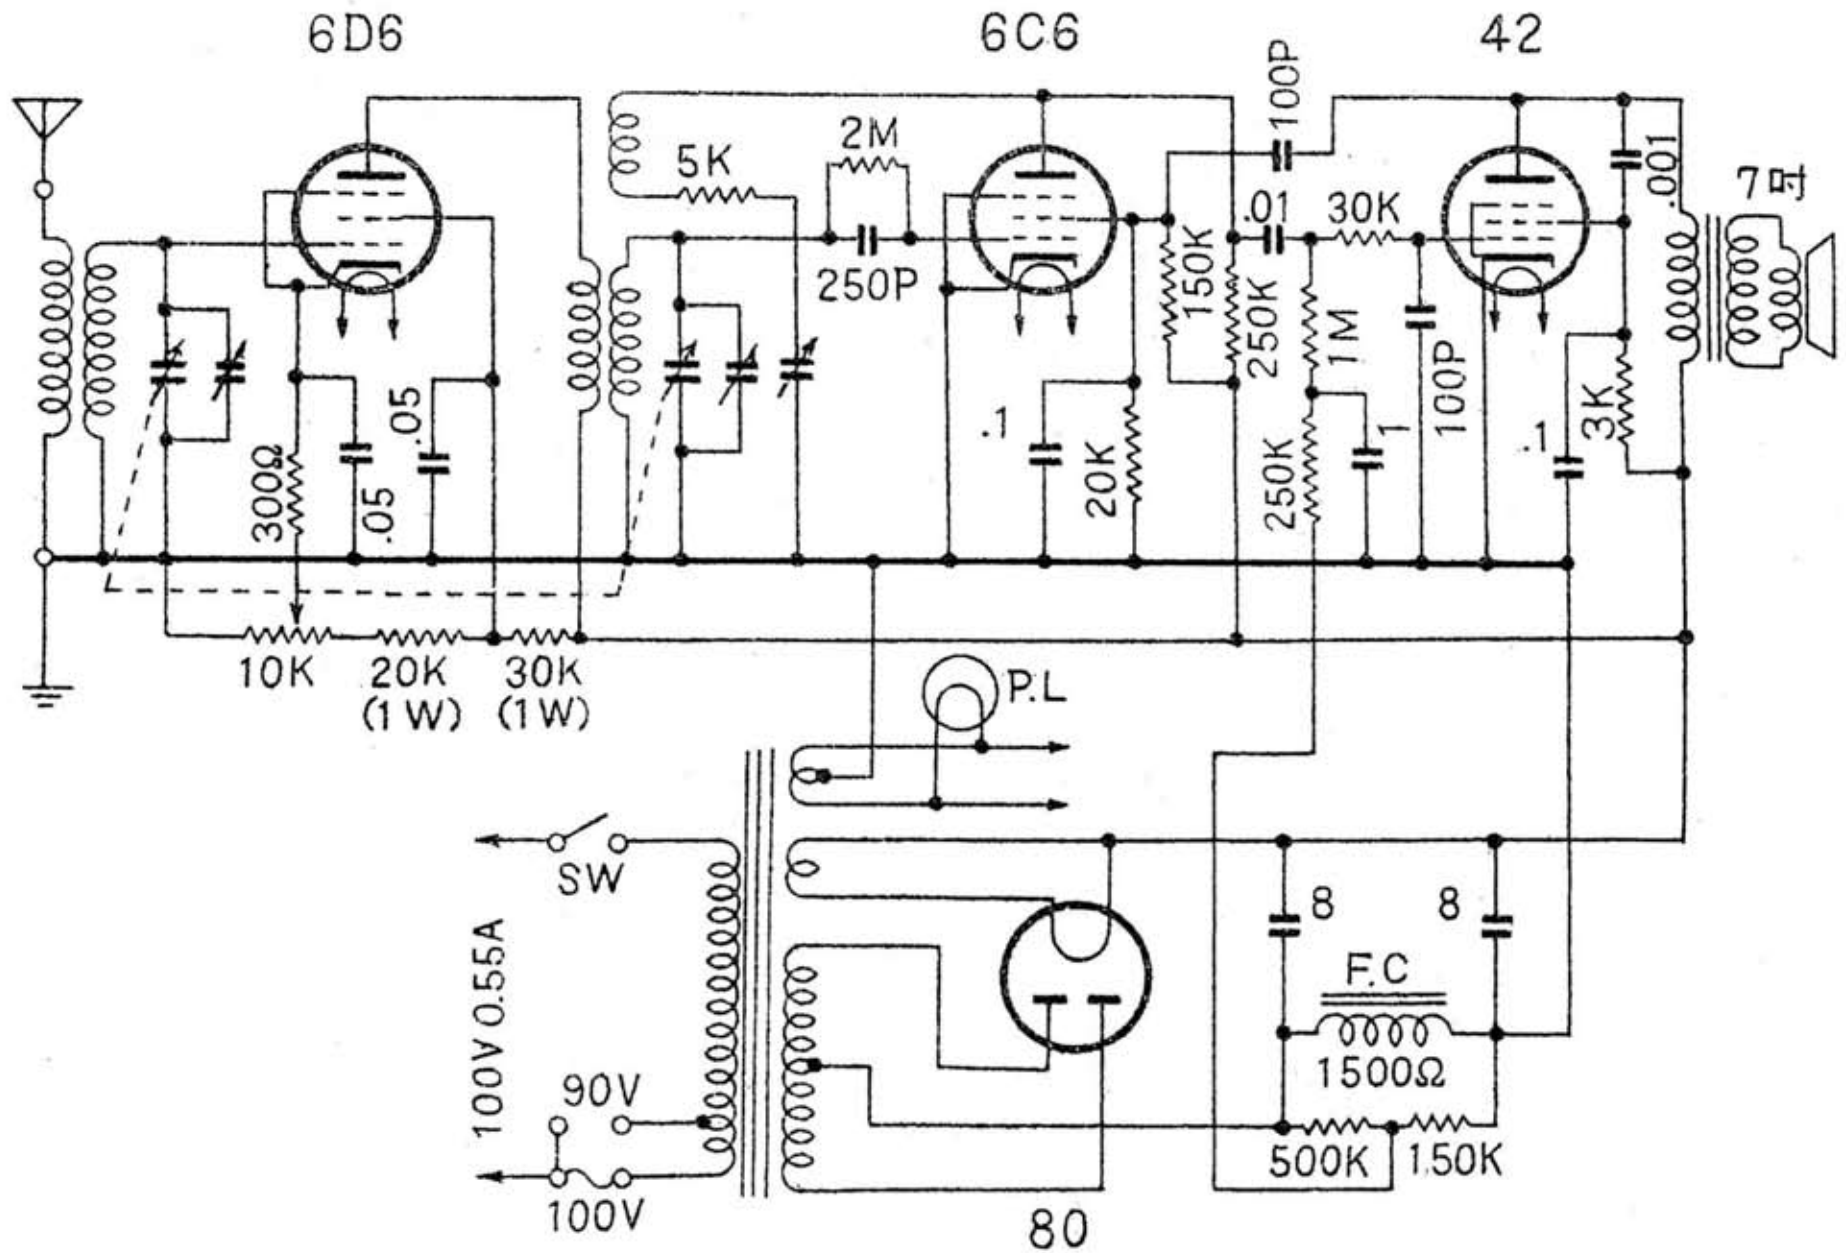 6D6
6C6
42
100P
2M
5K
.001
7吋
.01
30K
250P
150K
250K
1M
100P
.05
300Ω
.05
.1
20K
250K
1
.1
3K
10K
20K
(1W)
30K
(1W)
P.L
SW
8
8
100V 0.55A
F.C
1500Ω
90V
500K
150K
100V
80